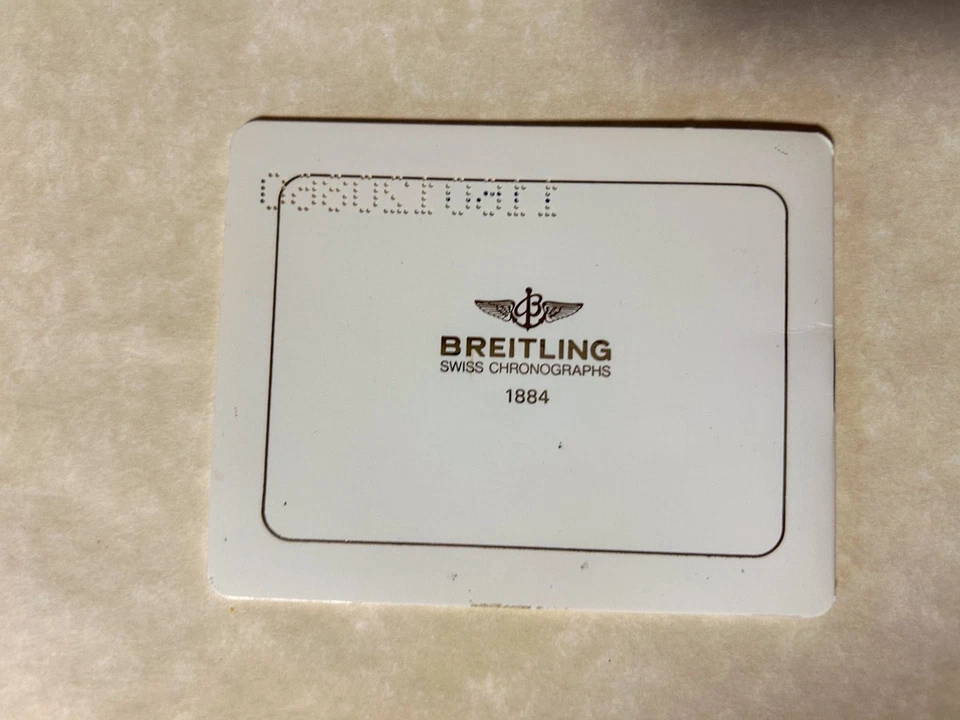 BREITLING
SWISS CHRONOGRAPHS
1884